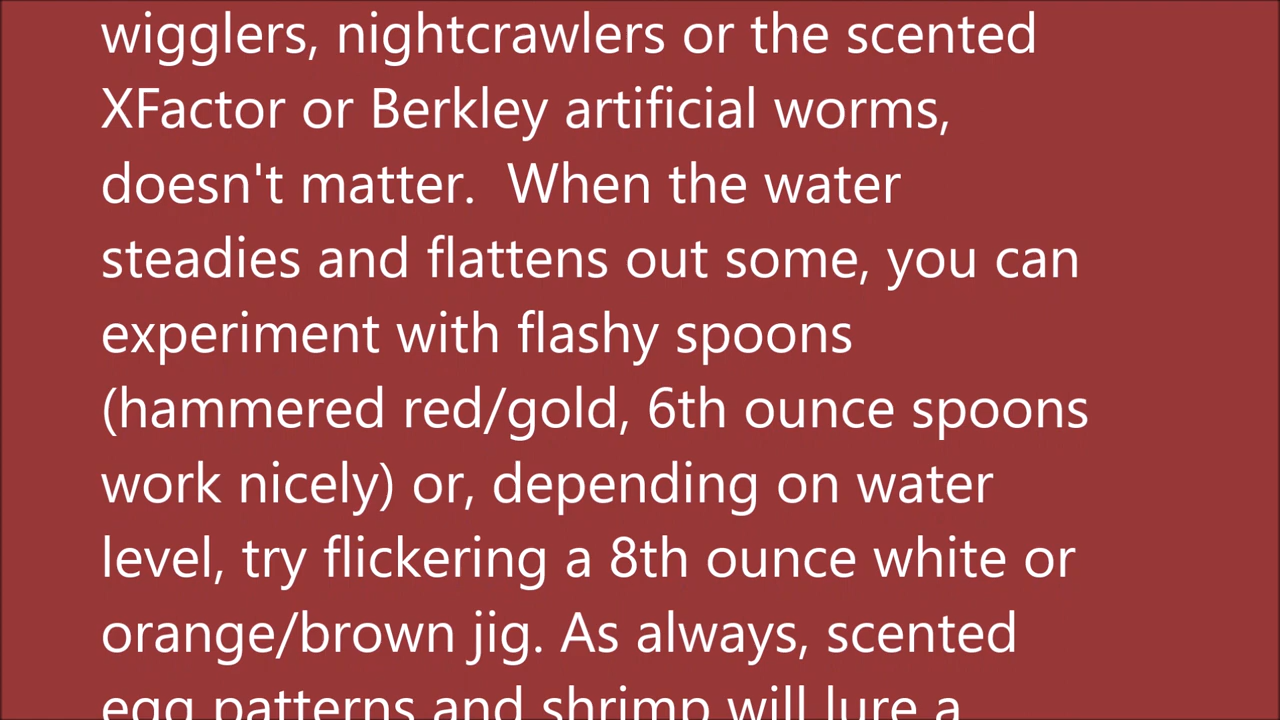 wigglers, nightcrawlers or the scented
XFactor or Berkley artificial worms,
doesn't matter.  When the water
steadies and flattens out some, you can
experiment with flashy spoons
(hammered red/gold, 6th ounce spoons
work nicely) or, depending on water
level, try flickering a 8th ounce white or
orange/brown jig. As always, scented
egg patterns and shrimp will lure a